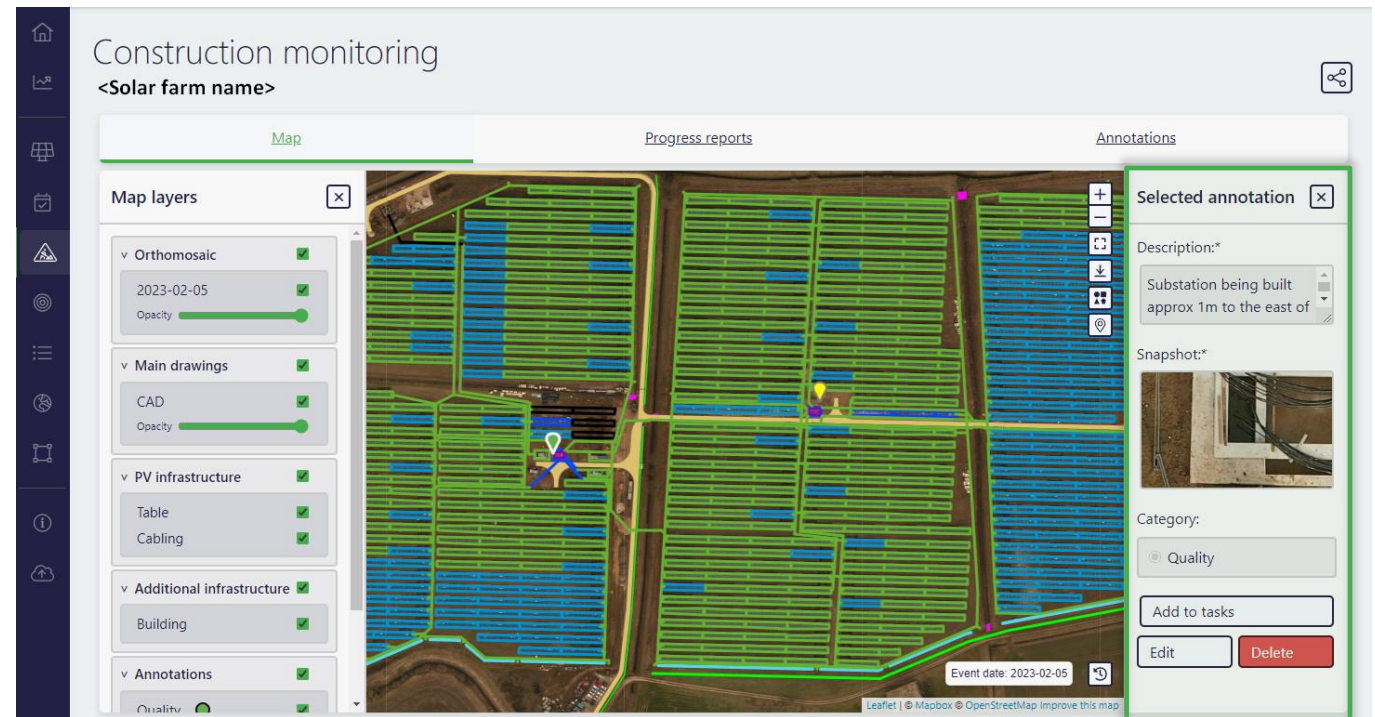 Construction monitoring
<Solar farm name>
Map
Progress reports
Annotations
Map layers
Orthomosaic
2023-02-05
Opacity
Main drawings
CAD
Opacity
PV infrastructure
Table
Cabling
Additional infrastructure
Building
Annotations
Quality
+
−
Event date: 2023-02-05
Leaflet | © Mapbox © OpenStreetMap Improve this map
Selected annotation
Description:*
Substation being built
approx 1m to the east of
Snapshot:*
Category:
Quality
Add to tasks
Edit
Delete